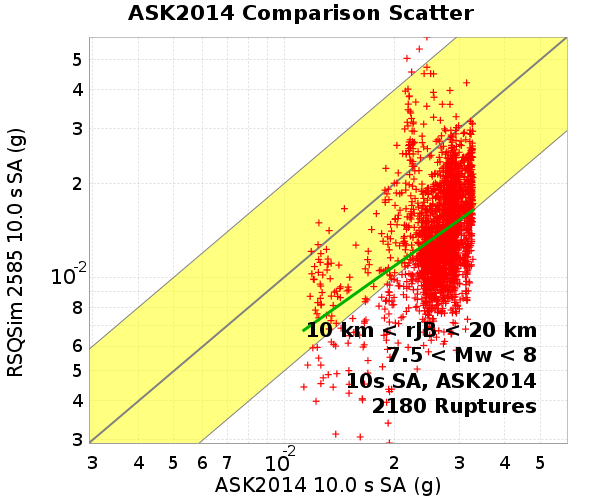 ASK2014 Comparison Scatter
RSQSim 2585 10.0 s SA (g)
5
4
3
2
10-2
8
6
5
4
3
10 km < rJB < 20 km
7.5 < Mw < 8
10s SA, ASK2014
2180 Ruptures
3 4 5 6 7 10-2 2 3 4 5
ASK2014 10.0 s SA (g)